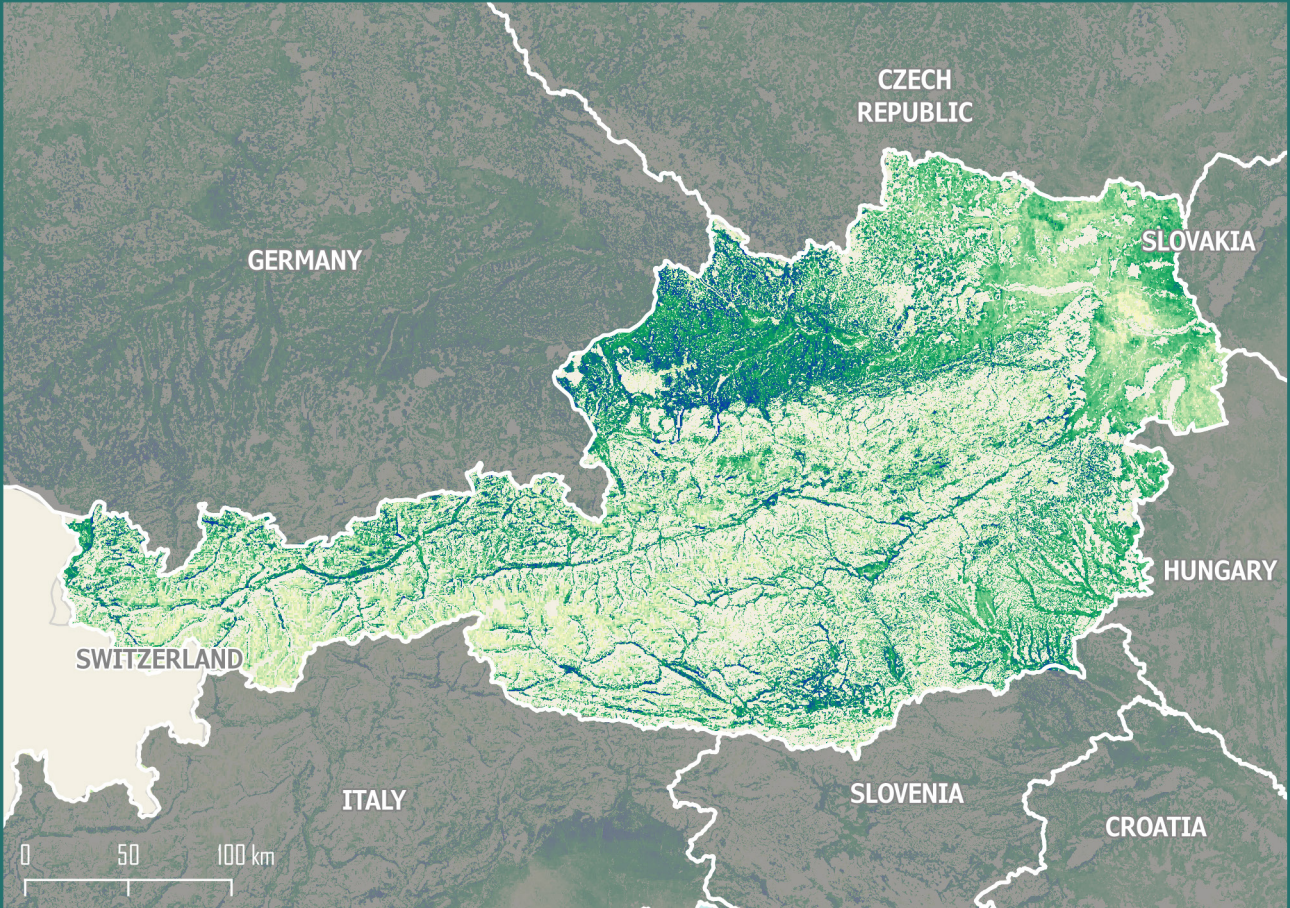 CZECH
REPUBLIC
SLOVAKIA
GERMANY
HUNGARY
SWITZERLAND
ITALY
SLOVENIA
CROATIA
0 50 100 km